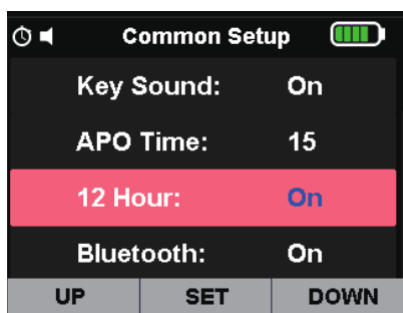 Common Setup
Key Sound: On
APO Time: 15
12 Hour: On
Bluetooth: On
UP SET DOWN